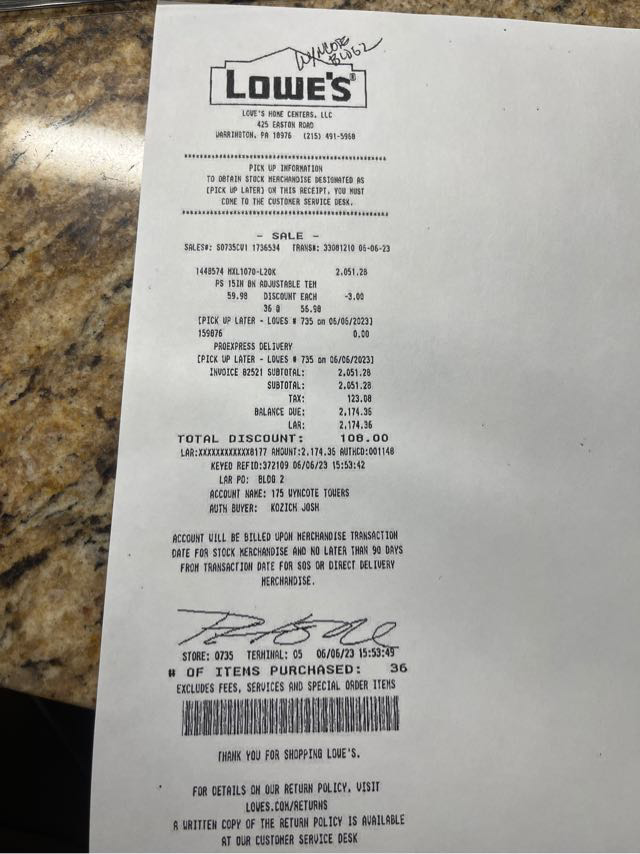 WYNCOTE
BLDG 2
LOWE'S®
LOWE'S HOME CENTERS, LLC
425 EASTON ROAD
WARRINGTON, PA 18976 (215) 491-5960
PICK UP INFORMATION
TO OBTAIN STOCK MERCHANDISE DESIGNATED AS
[PICK UP LATER] ON THIS RECEIPT, YOU MUST
COME TO THE CUSTOMER SERVICE DESK.
- SALE -
SALES#: S0735CV1 1736534 TRANS#: 33081210 06-06-23
1448574 MXL1070-L20K 2,051.28
PS 15IN BN ADJUSTABLE TEM
59.98 DISCOUNT EACH -3.00
36 @ 56.98
[PICK UP LATER - LOWES # 735 on 06/06/2023]
159876 0.00
PROEXPRESS DELIVERY
[PICK UP LATER - LOWES # 735 on 06/06/2023]
INVOICE 82521 SUBTOTAL: 2,051.28
SUBTOTAL: 2,051.28
TAX: 123.08
BALANCE DUE: 2,174.36
LAR: 2,174.36
TOTAL DISCOUNT: 108.00
LAR:XXXXXXXXXXXX8177 AMOUNT:2,174.36 AUTHCD:001148
KEYED REFID:372109 06/06/23 15:53:42
LAR PO: BLDG 2
ACCOUNT NAME: 175 WYNCOTE TOWERS
AUTH BUYER: KOZICH JOSH
ACCOUNT WILL BE BILLED UPON MERCHANDISE TRANSACTION
DATE FOR STOCK MERCHANDISE AND NO LATER THAN 90 DAYS
FROM TRANSACTION DATE FOR SOS OR DIRECT DELIVERY
MERCHANDISE.
STORE: 0735 TERMINAL: 05 06/06/23 15:53:49
# OF ITEMS PURCHASED: 36
EXCLUDES FEES, SERVICES AND SPECIAL ORDER ITEMS
THANK YOU FOR SHOPPING LOWE'S.
FOR DETAILS ON OUR RETURN POLICY, VISIT
LOWES.COM/RETURNS
A WRITTEN COPY OF THE RETURN POLICY IS AVAILABLE
AT OUR CUSTOMER SERVICE DESK